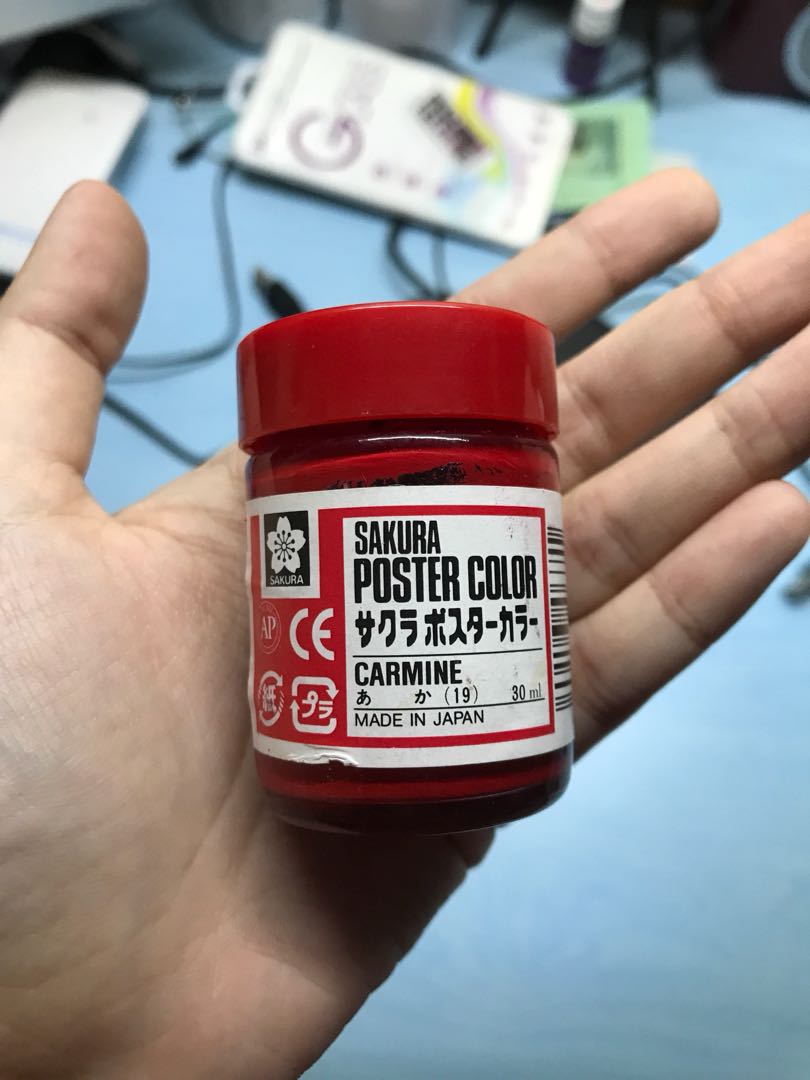 SAKURA
AP
CE
紙
プラ
SAKURA
POSTER COLOR
サクラ ポスターカラー
CARMINE
あ か (19) 30 ml
MADE IN JAPAN